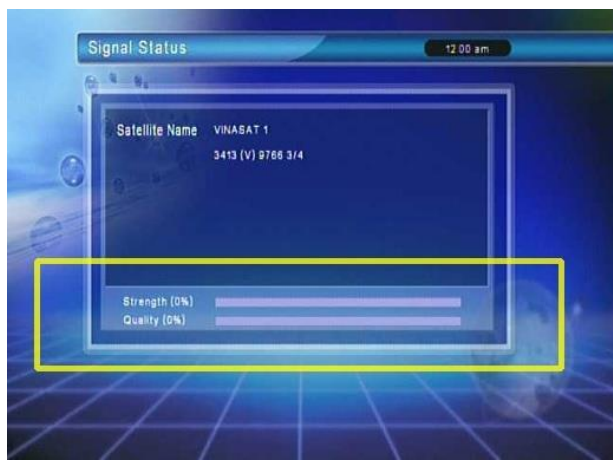 Signal Status
12:00 am
Satellite Name VINASAT 1
3413 (V) 9766 3/4
Strength (0%)
Quality (0%)